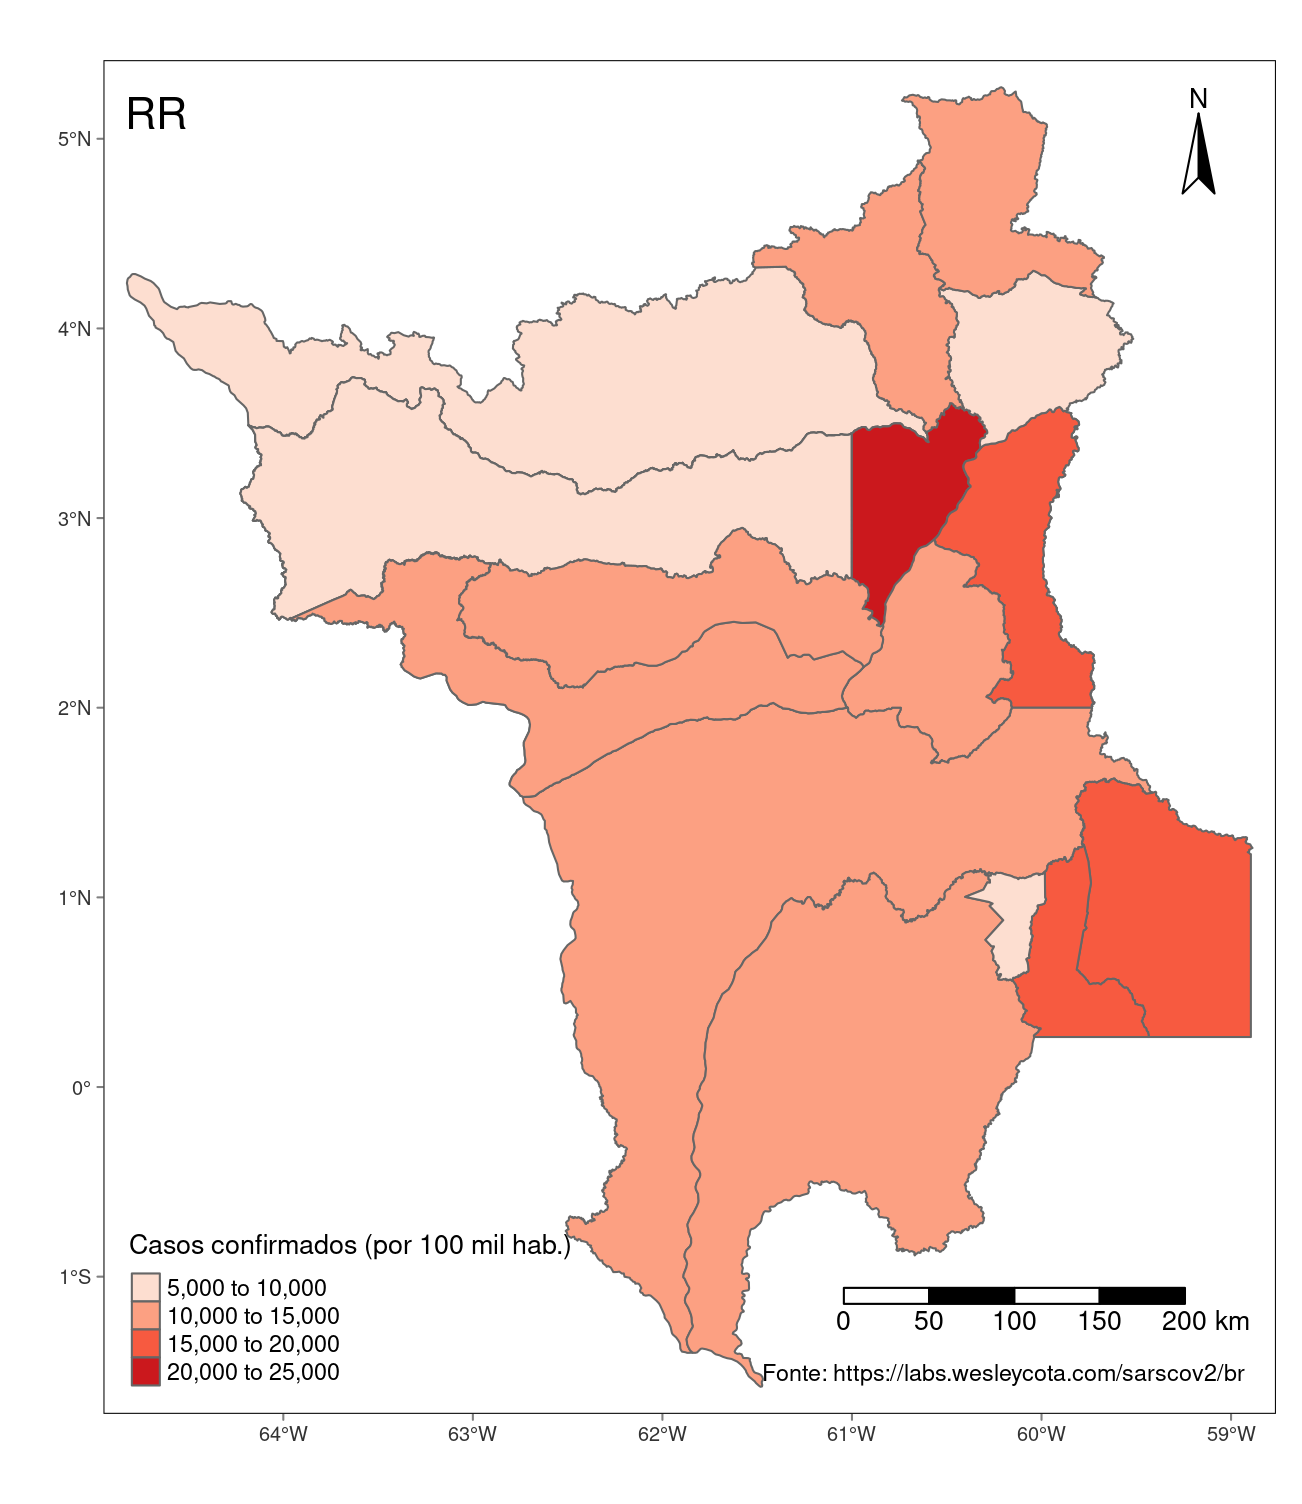 RR
N
5°N
4°N
3°N
2°N
1°N
0°
1°S
Casos confirmados (por 100 mil hab.)
5,000 to 10,000
10,000 to 15,000
15,000 to 20,000
20,000 to 25,000
0 50 100 150 200 km
Fonte: https://labs.wesleycota.com/sarscov2/br
64°W 63°W 62°W 61°W 60°W 59°W